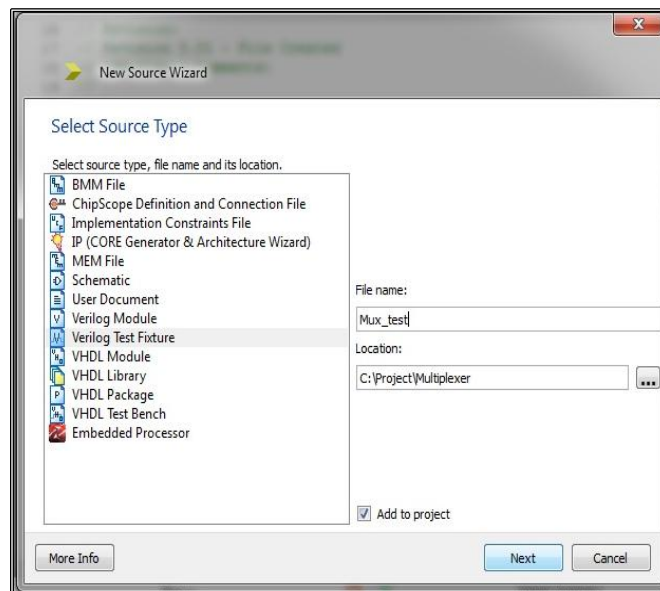 New Source Wizard
Select Source Type
Select source type, file name and its location.
BMM File
ChipScope Definition and Connection File
Implementation Constraints File
IP (CORE Generator & Architecture Wizard)
MEM File
Schematic
User Document
Verilog Module
Verilog Test Fixture
VHDL Module
VHDL Library
VHDL Package
VHDL Test Bench
Embedded Processor
File name:
Mux_test
Location:
C:\Project\Multiplexer
...
Add to project
More Info
Next
Cancel